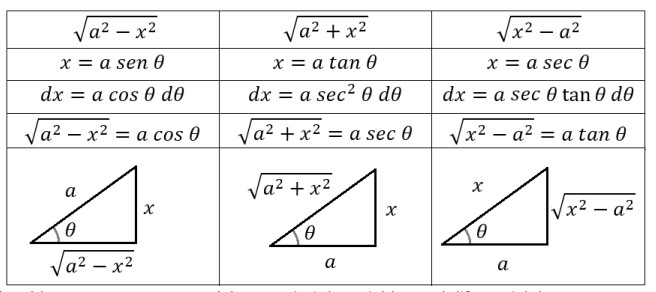 √(a² − x²) √(a² + x²) √(x² − a²)
x = a sen θ x = a tan θ x = a sec θ
dx = a cos θ dθ dx = a sec² θ dθ dx = a sec θ tan θ dθ
√(a² − x²) = a cos θ √(a² + x²) = a sec θ √(x² − a²) = a tan θ
a
x
θ
√(a² − x²)
√(a² + x²)
x
θ
a
x
√(x² − a²)
θ
a